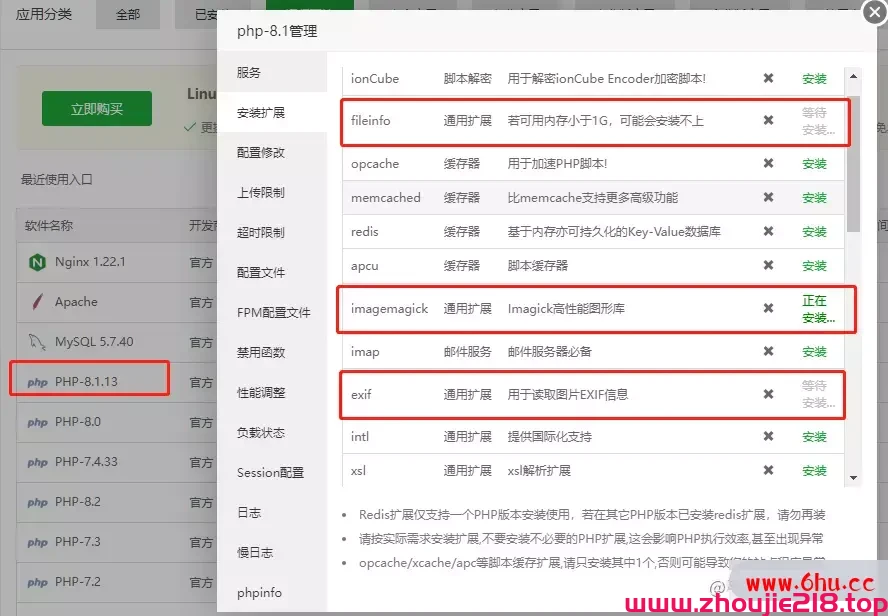 应用分类
全部
已安
php-8.1管理
立即购买
Linu
更换
最近使用入口
软件名称
Nginx 1.22.1 官方
Apache 官方
MySQL 5.7.40 官方
php PHP-8.1.13 官方
php PHP-8.0 官方
php PHP-7.4.33 官方
php PHP-8.2 官方
php PHP-7.3 官方
php PHP-7.2 官方
服务
安装扩展
配置修改
上传限制
超时限制
配置文件
FPM配置文件
禁用函数
性能调整
负载状态
Session配置
日志
慢日志
phpinfo
ionCube 脚本解密 用于解密ionCube Encoder加密脚本! 安装
fileinfo 通用扩展 若可用内存小于1G，可能会安装不上 等待
安装...
opcache 缓存器 用于加速PHP脚本! 安装
memcached 缓存器 比memcache支持更多高级功能 安装
redis 缓存器 基于内存亦可持久化的Key-Value数据库 安装
apcu 缓存器 脚本缓存器 安装
imagemagick 通用扩展 Imagick高性能图形库 正在
安装...
imap 邮件服务 邮件服务器必备 安装
exif 通用扩展 用于读取图片EXIF信息 等待
安装...
intl 通用扩展 提供国际化支持 安装
xsl 通用扩展 xsl解析扩展 安装
Redis扩展仅支持一个PHP版本安装使用，若在其它PHP版本已安装redis扩展，请勿再装
请按实际需求安装扩展,不要安装不必要的PHP扩展,这会影响PHP执行效率,甚至出现异常
opcache/xcache/apc等脚本缓存扩展,请只安装其中1个,否则可能导致您的站点程序异常
www.6hu.cc
www.zhoujie218.top